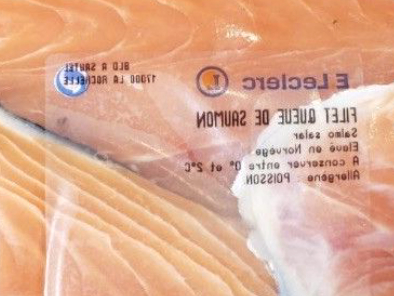 E.Leclerc L
BLD A SAUTEL
17000 LA ROCHELLE
FILET QUEUE DE SAUMON
Salmo salar
Elevé en Norvège
A conserver entre 0° et 2°C
Allergène : POISSON